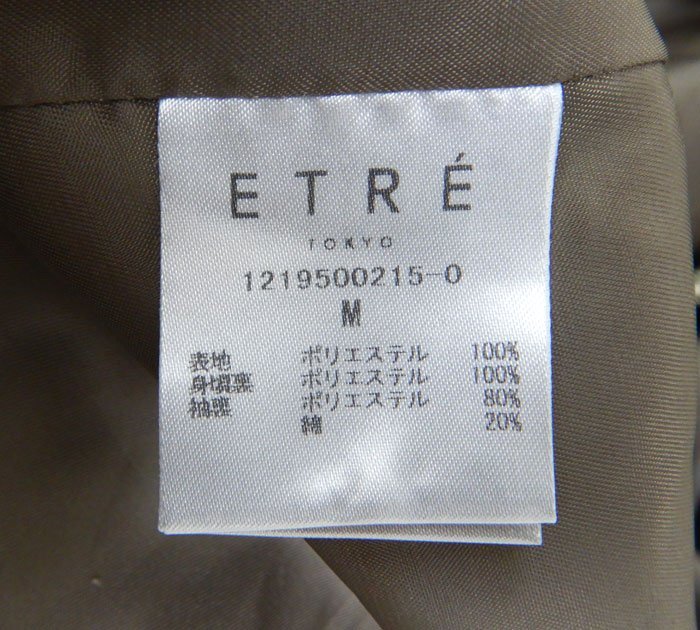 ETRÉ
TOKYO
1219500215-0
M
表地 ポリエステル 100%
身頃裏 ポリエステル 100%
袖裏 ポリエステル 80%
綿 20%